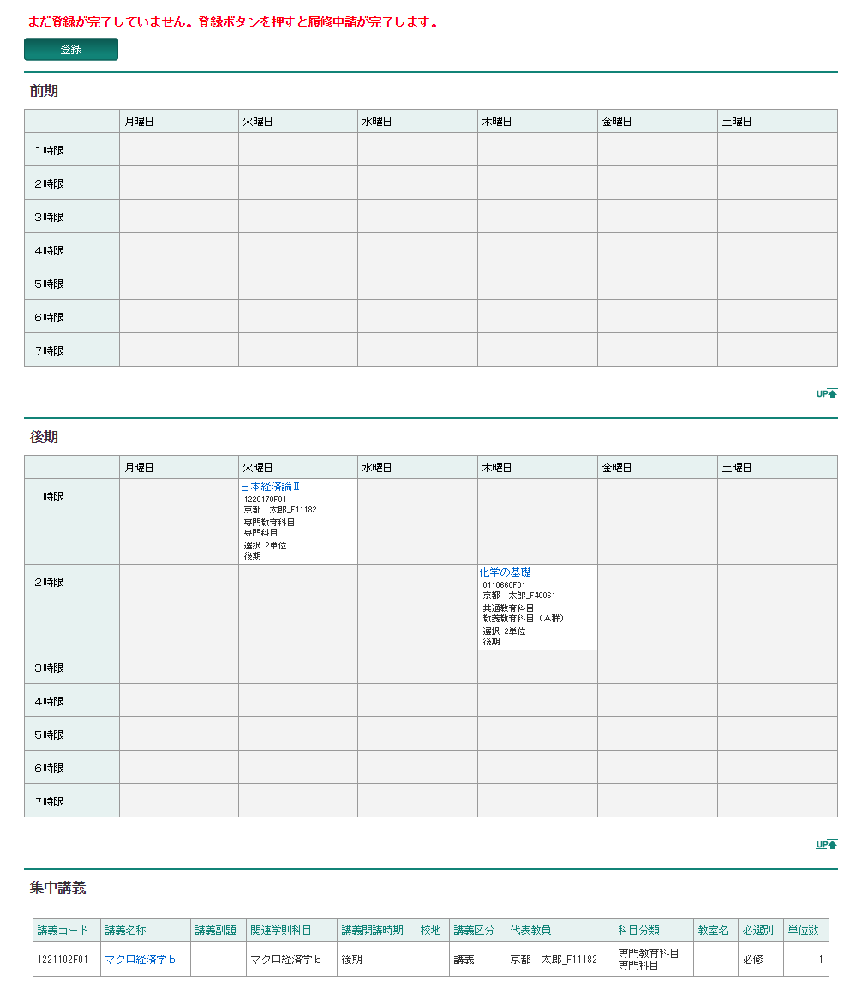 まだ登録が完了していません。登録ボタンを押すと履修申請が完了します。
登録
前期
月曜日 火曜日 水曜日 木曜日 金曜日 土曜日
1時限
2時限
3時限
4時限
5時限
6時限
7時限
UP
後期
月曜日 火曜日 水曜日 木曜日 金曜日 土曜日
1時限
日本経済論Ⅱ
1220170F01
京都　太郎_F11182
専門教育科目
専門科目
選択 2単位
後期
2時限
化学の基礎
0110660F01
京都　太郎_F40061
共通教育科目
教養教育科目（A群）
選択 2単位
後期
3時限
4時限
5時限
6時限
7時限
UP
集中講義
講義コード 講義名称 講義副題 関連学則科目 講義開講時期 校地 講義区分 代表教員 科目分類 教室名 必選別 単位数
1221102F01 マクロ経済学ｂ マクロ経済学ｂ 後期 講義 京都　太郎_F11182 専門教育科目 必修 1
専門科目